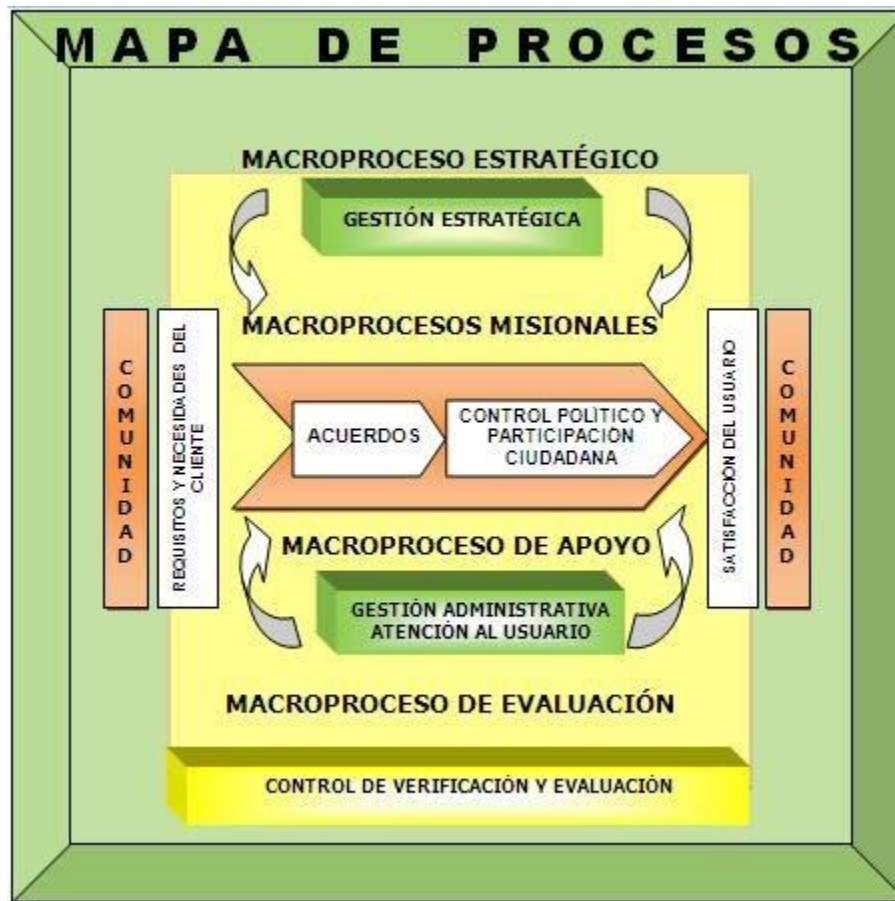 MAPA DE PROCESOS
MACROPROCESO ESTRATÉGICO
GESTIÓN ESTRATÉGICA
MACROPROCESOS MISIONALES
COMUNIDAD
REQUISITOS Y NECESIDADES DEL
CLIENTE
ACUERDOS
CONTROL POLÌTICO Y
PARTICIPACIÓN
CIUDADANA
SATISFACCIÓN DEL USUARIO
COMUNIDAD
MACROPROCESO DE APOYO
GESTIÓN ADMINISTRATIVA
ATENCIÓN AL USUARIO
MACROPROCESO DE EVALUACIÓN
CONTROL DE VERIFICACIÓN Y EVALUACIÓN